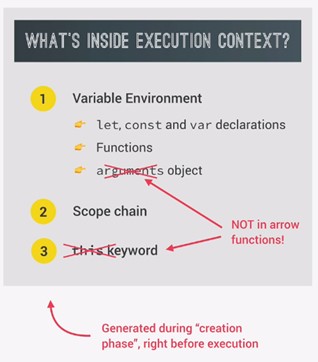 WHAT'S INSIDE EXECUTION CONTEXT?
1 Variable Environment
let, const and var declarations
Functions
arguments object
2 Scope chain
NOT in arrow
functions!
3 this keyword
Generated during “creation
phase”, right before execution